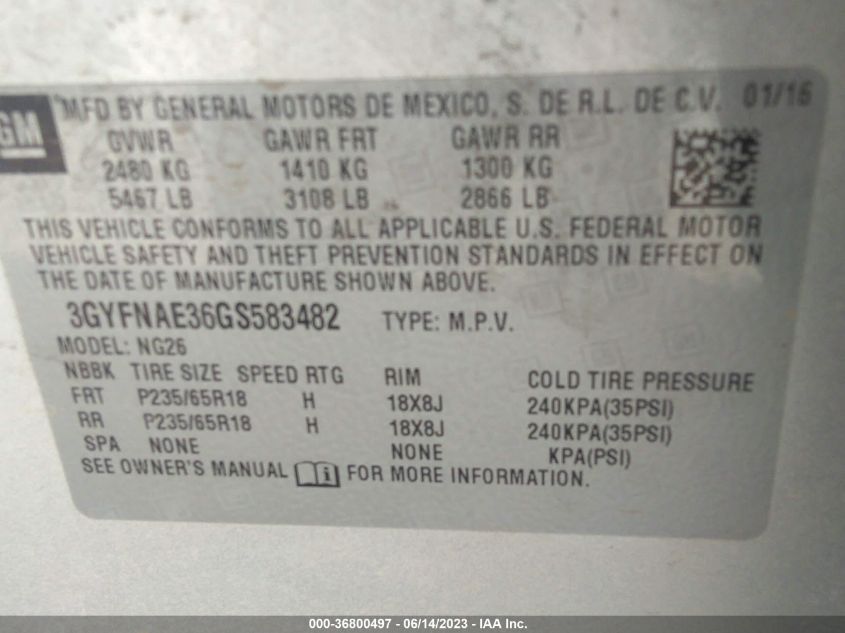 GM
MFD BY GENERAL MOTORS DE MEXICO, S. DE R.L. DE C.V. 01/16
GVWR GAWR FRT GAWR RR
2480 KG 1410 KG 1300 KG
5467 LB 3108 LB 2866 LB
THIS VEHICLE CONFORMS TO ALL APPLICABLE U.S. FEDERAL MOTOR
VEHICLE SAFETY AND THEFT PREVENTION STANDARDS IN EFFECT ON
THE DATE OF MANUFACTURE SHOWN ABOVE.
3GYFNAE36GS583482 TYPE: M.P.V.
MODEL: NG26
NBBK TIRE SIZE SPEED RTG RIM COLD TIRE PRESSURE
FRT P235/65R18 H 18X8J 240KPA(35PSI)
RR P235/65R18 H 18X8J 240KPA(35PSI)
SPA NONE NONE KPA(PSI)
SEE OWNER'S MANUAL FOR MORE INFORMATION.
000-36800497 - 06/14/2023 - IAA Inc.